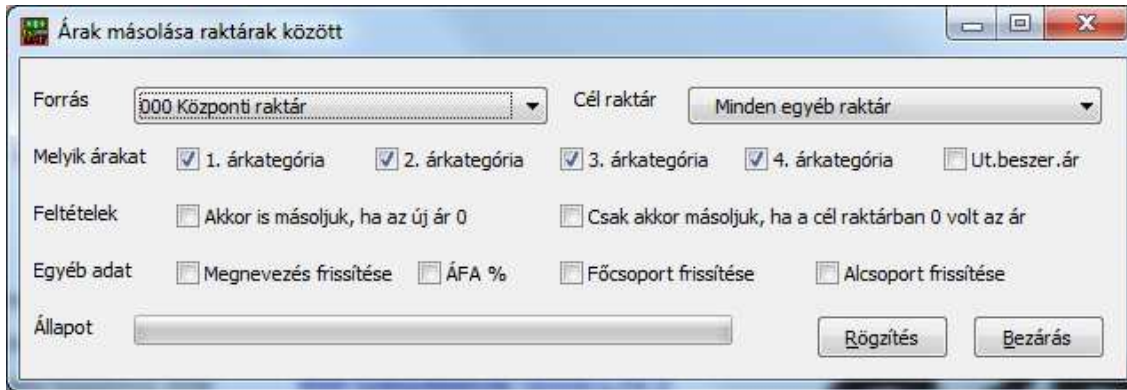 Árak másolása raktárak között
Forrás 000 Központi raktár Cél raktár Minden egyéb raktár
Melyik árakat 1. árkategória 2. árkategória 3. árkategória 4. árkategória Ut.beszer.ár
Feltételek Akkor is másoljuk, ha az új ár 0 Csak akkor másoljuk, ha a cél raktárban 0 volt az ár
Egyéb adat Megnevezés frissítése ÁFA % Főcsoport frissítése Alcsoport frissítése
Állapot Rögzítés Bezárás